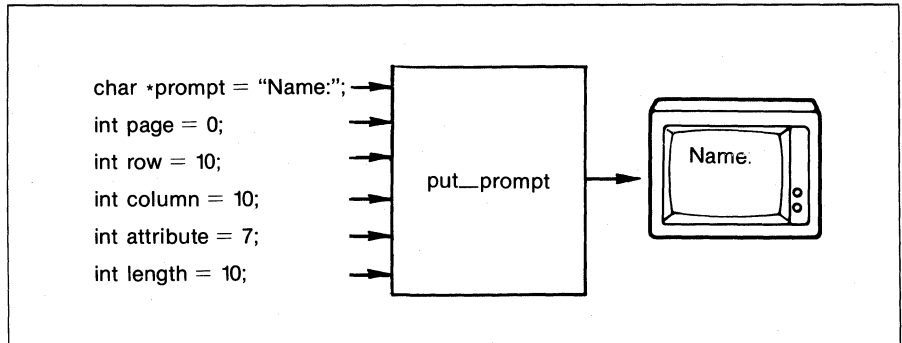 char *prompt = “Name:”;
int page = 0;
int row = 10;
int column = 10;
int attribute = 7;
int length = 10;
put_prompt
Name: